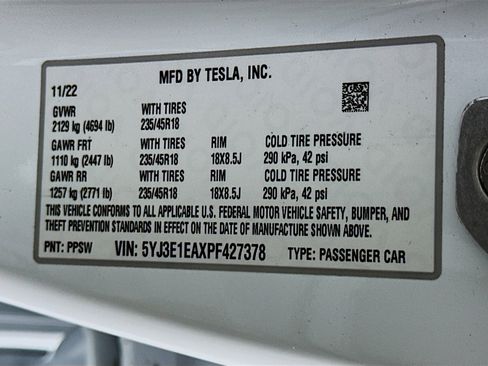 MFD BY TESLA, INC.
11/22
GVWR WITH TIRES
2129 kg (4694 lb) 235/45R18
GAWR FRT WITH TIRES RIM COLD TIRE PRESSURE
1110 kg (2447 lb) 235/45R18 18X8.5J 290 kPa, 42 psi
GAWR RR WITH TIRES RIM COLD TIRE PRESSURE
1257 kg (2771 lb) 235/45R18 18X8.5J 290 kPa, 42 psi
THIS VEHICLE CONFORMS TO ALL APPLICABLE U.S. FEDERAL MOTOR VEHICLE SAFETY, BUMPER, AND
THEFT PREVENTION STANDARDS IN EFFECT ON THE DATE OF MANUFACTURE SHOWN ABOVE.
PNT: PPSW VIN: 5YJ3E1EAXPF427378 TYPE: PASSENGER CAR